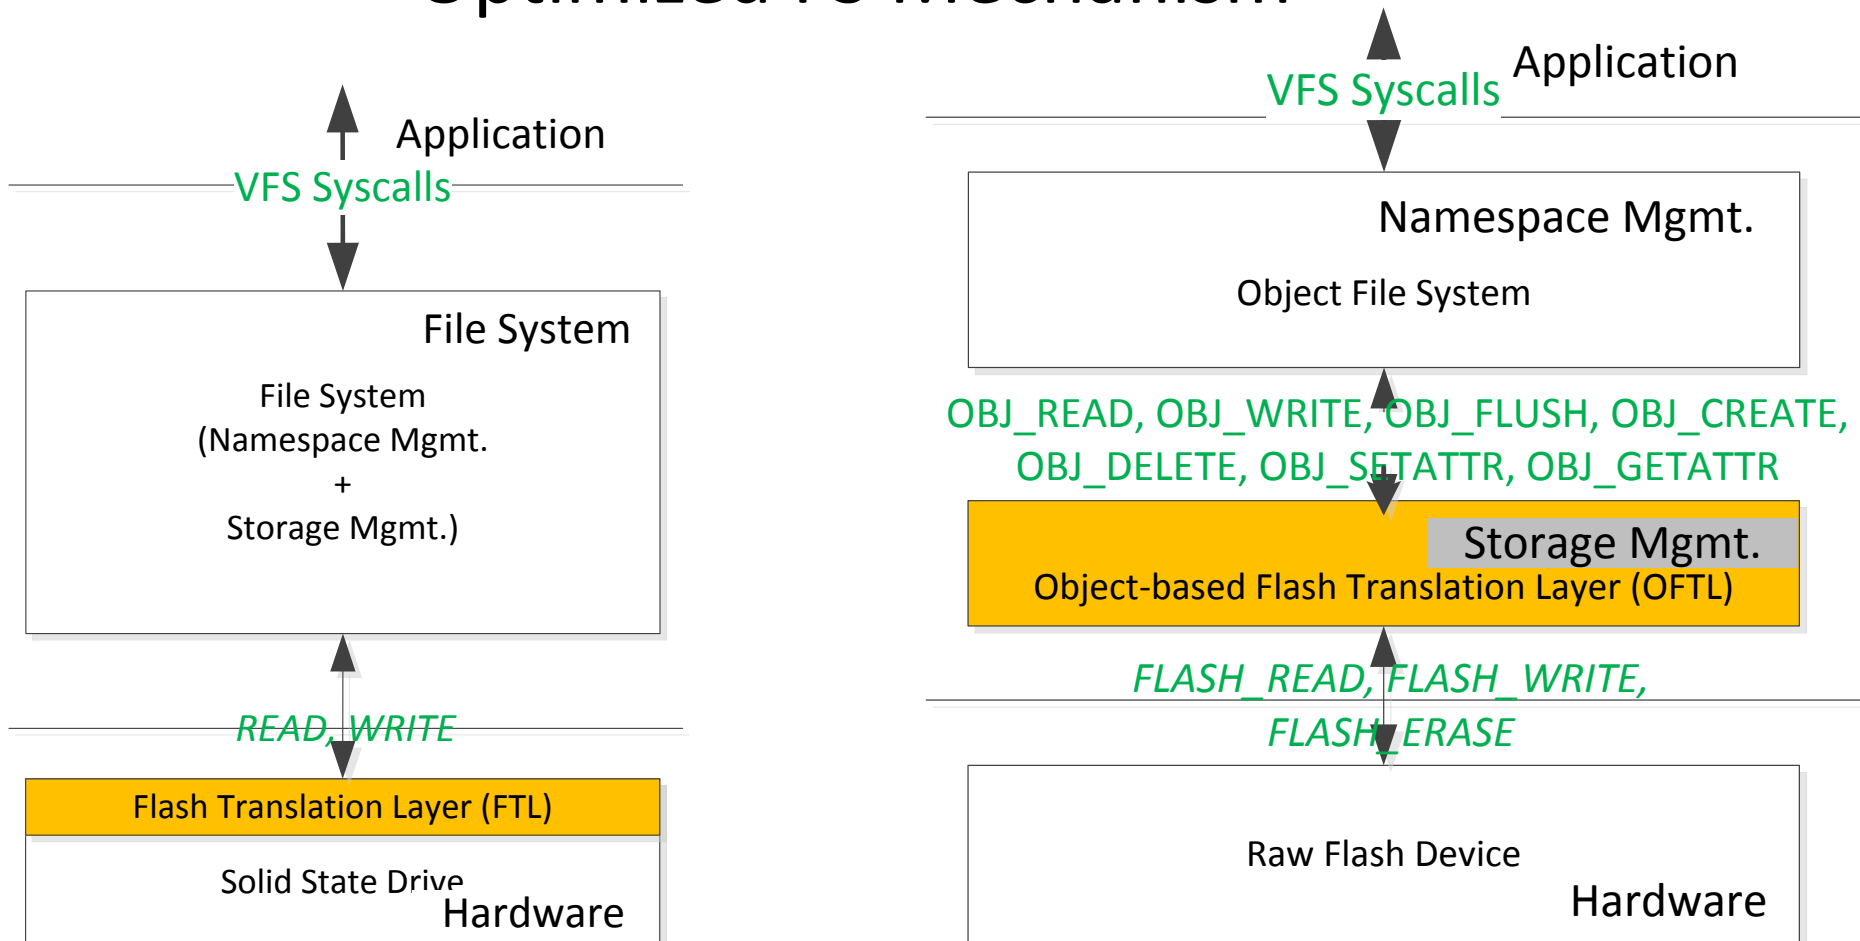 Application
VFS Syscalls
File System
File System
(Namespace Mgmt.
+
Storage Mgmt.)
READ, WRITE
Flash Translation Layer (FTL)
Solid State Drive
Hardware
Application
VFS Syscalls
Namespace Mgmt.
Object File System
OBJ_READ, OBJ_WRITE, OBJ_FLUSH, OBJ_CREATE,
OBJ_DELETE, OBJ_SETATTR, OBJ_GETATTR
Storage Mgmt.
Object-based Flash Translation Layer (OFTL)
FLASH_READ, FLASH_WRITE,
FLASH_ERASE
Raw Flash Device
Hardware